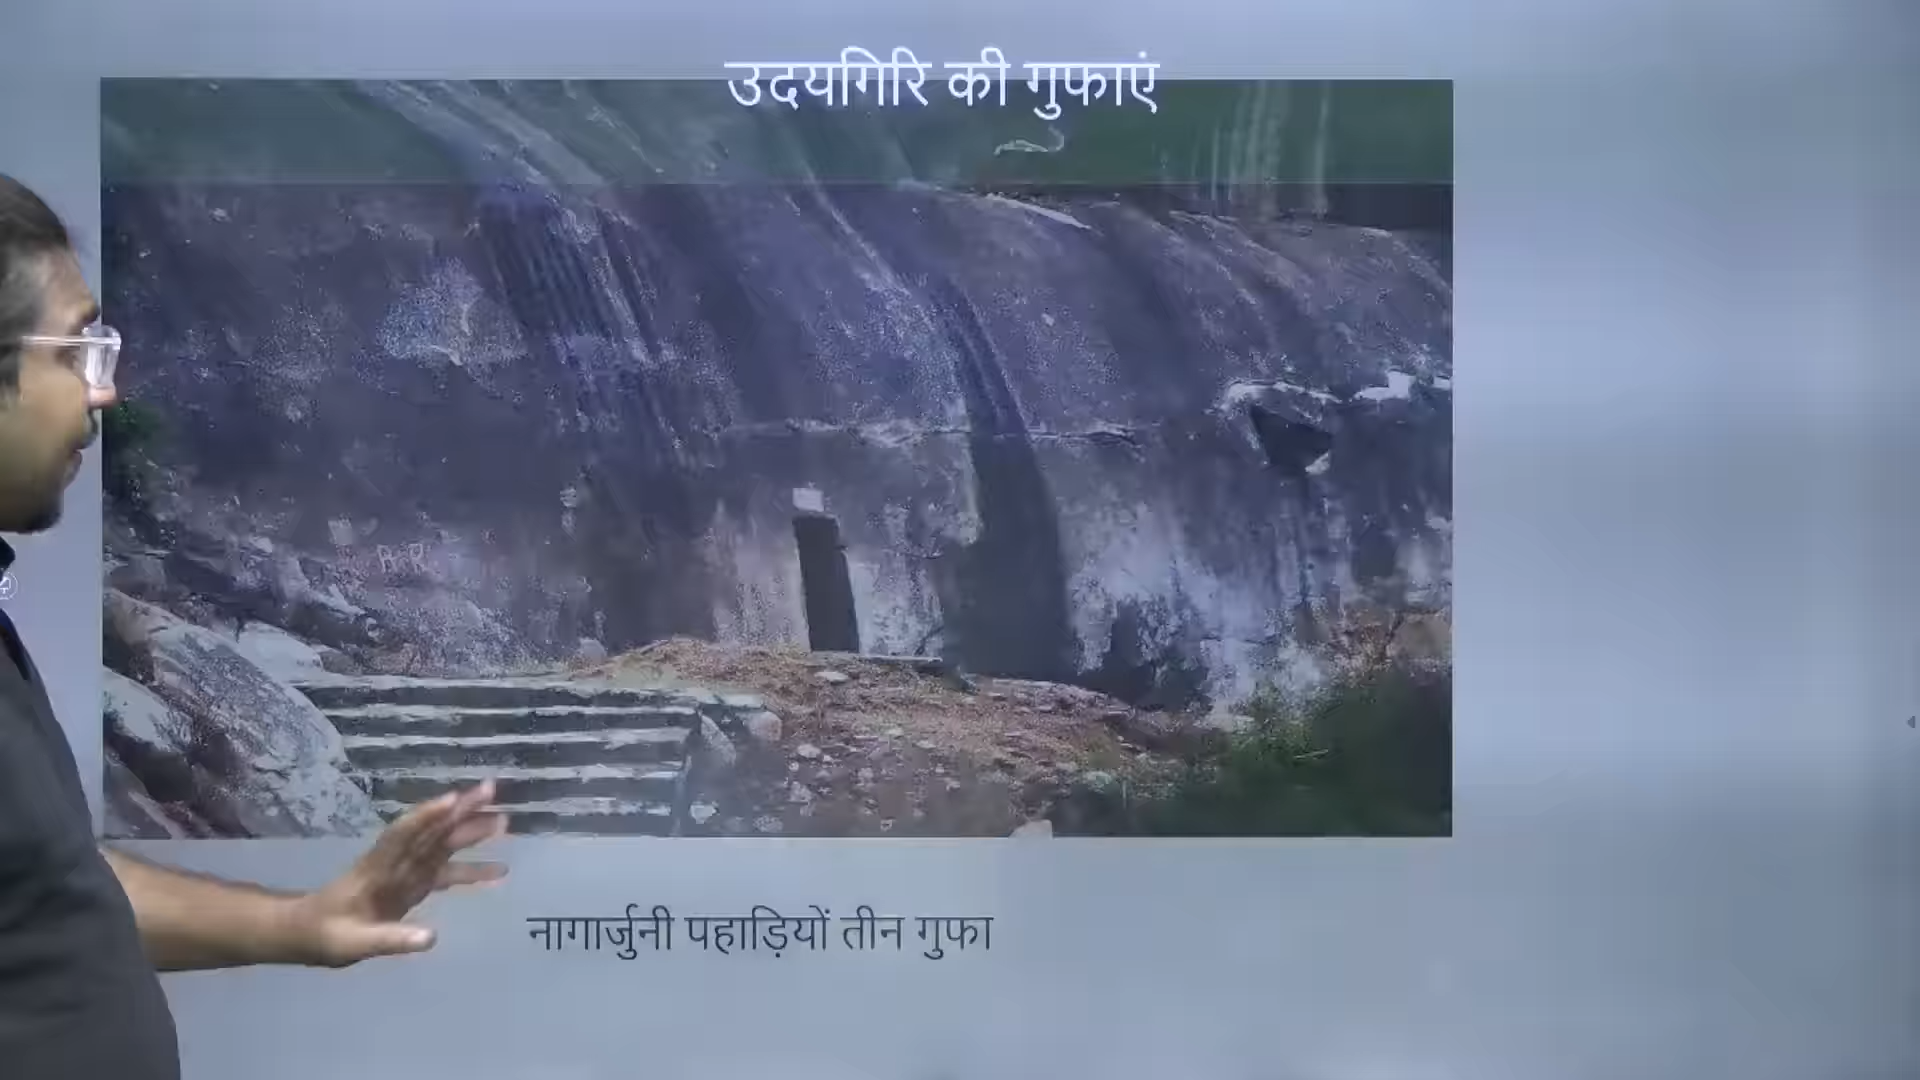 उदयगिरि की गुफाएं
नागार्जुनी पहाड़ियों तीन गुफा